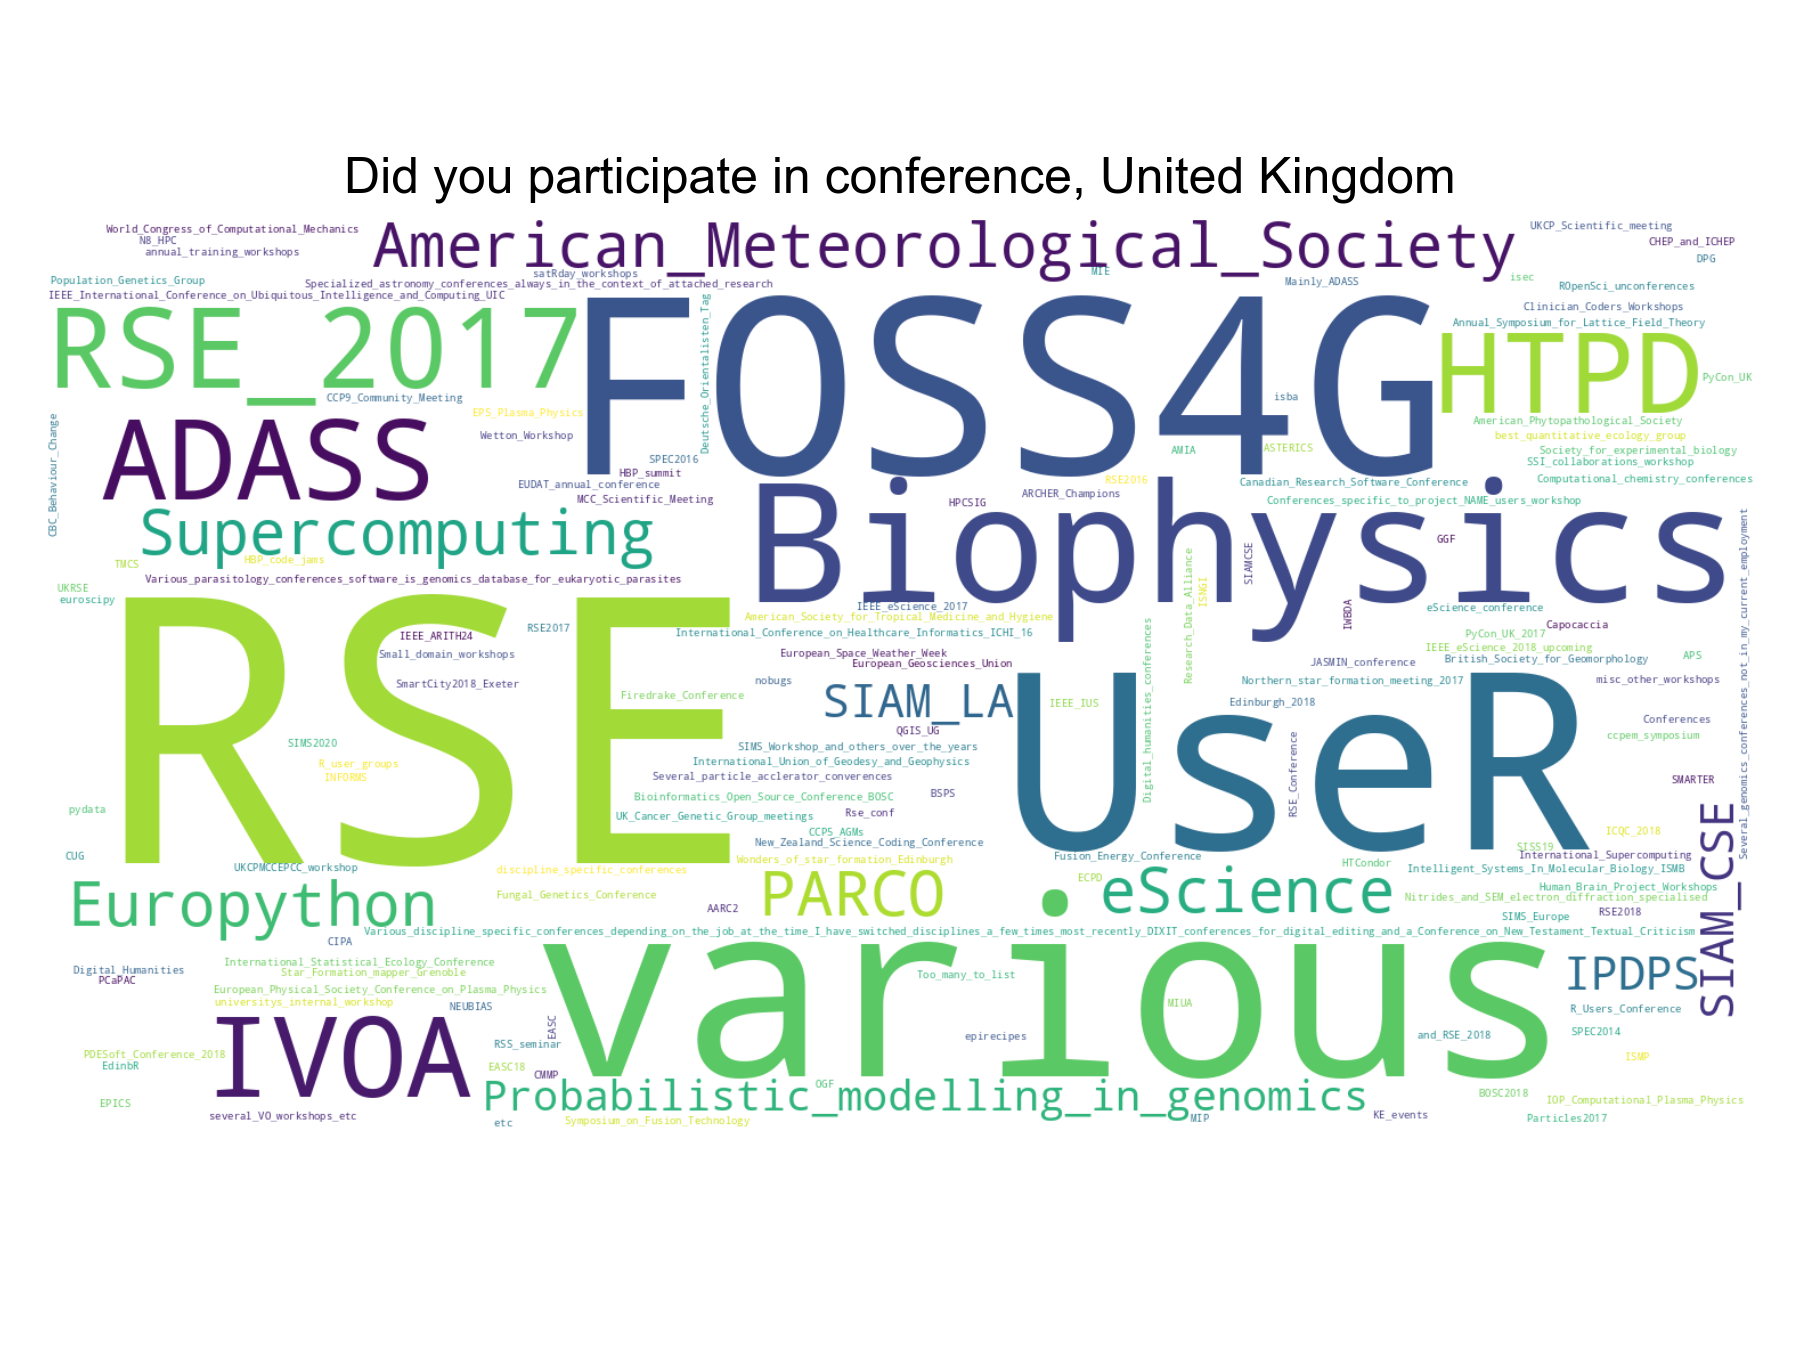 Did you participate in conference, United Kingdom
World_Congress_of_Computational_Mechanics
N8_HPC
annual_training_workshops
American_Meteorological_Society
UKCP_Scientific_meeting
CHEP_and_ICHEP
DPG
Population_Genetics_Group
satRday_workshops
Specialized_astronomy_conferences_always_in_the_context_of_attached_research
MIE
Mainly_ADASS
isec
ROpenSci_unconferences
IEEE_International_Conference_on_Ubiquitous_Intelligence_and_Computing_UIC
Clinician_Coders_Workshops
Annual_Symposium_for_Lattice_Field_Theory
RSE_2017
FOSS4G
HTPD
Deutsche_Orientalisten_Tag
PyCon_UK
CCP9_Community_Meeting
isba
EPS_Plasma_Physics
American_Phytopathological_Society
CBC_Behaviour_Change
ADASS
Wetton_Workshop
best_quantitative_ecology_group
AMIA
ASTERICS
Society_for_experimental_biology
SPEC2016
SSI_collaborations_workshop
HBP_summit
RSE2016
Computational_chemistry_conferences
EUDAT_annual_conference
Canadian_Research_Software_Conference
MCC_Scientific_Meeting
HPCSIG
ARCHER_Champions
Conferences_specific_to_project_NAME_users_workshop
Supercomputing
Biophysics
GGF
SIAMCSE
Several_genomics_conferences_not_in_my_current_employment
TMCS
HBP_code_jams
Research_Data_Alliance
ISNGI
Various_parasitology_conferences_software_is_genomics_database_for_eukaryotic_parasites
UKRSE
euroscipy
IEEE_eScience_2017
IWBDA
eScience_conference
American_Society_for_Tropical_Medicine_and_Hygiene
RSE
RSE2017
International_Conference_on_Healthcare_Informatics_ICHI_16
Capocaccia
PyCon_UK_2017
IEEE_ARITH24
IEEE_eScience_2018_upcoming
Small_domain_workshops
European_Space_Weather_Week
European_Geosciences_Union
JASMIN_conference
British_Society_for_Geomorphology
APS
SmartCity2018_Exeter
nobugs
Northern_star_formation_meeting_2017
misc_other_workshops
Firedrake_Conference
SIAM_LA
UseR
IEEE_IUS
Edinburgh_2018
Digital_humanities_conferences
Conferences
QGIS_UG
ccpem_symposium
SIMS2020
SIMS_Workshop_and_others_over_the_years
RSE_Conference
R_user_groups
International_Union_of_Geodesy_and_Geophysics
INFORMS
Several_particle_acclerator_converences
SMARTER
Bioinformatics_Open_Source_Conference_BOSC
BSPS
pydata
UK_Cancer_Genetic_Group_meetings
Rse_conf
SIAM_CSE
CCP5_AGMs
ICQC_2018
New_Zealand_Science_Coding_Conference
SISS19
CUG
Wonders_of_star_formation_Edinburgh
Fusion_Energy_Conference
HTCondor
International_Supercomputing
UKCPMCCEPCC_workshop
discipline_specific_conferences
Intelligent_Systems_In_Molecular_Biology_ISMB
Europython
PARCO
ECPD
eScience
Human_Brain_Project_Workshops
Fungal_Genetics_Conference
Nitrides_and_SEM_electron_diffraction_specialised
AARC2
RSE2018
SIMS_Europe
Various_discipline_specific_conferences_depending_on_the_job_at_the_time_I_have_switched_disciplines_a_few_times_most_recently_DIXIT_conferences_for_digital_editing_and_a_Conference_on_New_Testament_Textual_Criticism
CIPA
International_Statistical_Ecology_Conference
Digital_Humanities
Star_Formation_mapper_Grenoble
PCaPAC
various
Too_many_to_list
IPDPS
European_Physical_Society_Conference_on_Plasma_Physics
universitys_internal_workshop
NEUBIAS
MIUA
R_Users_Conference
IVOA
EASC
SPEC2014
RSS_seminar
epirecipes
and_RSE_2018
PDESoft_Conference_2018
ISMP
EdinbR
EASC18
CMMP
OGF
Probabilistic_modelling_in_genomics
BOSC2018
EPICS
IOP_Computational_Plasma_Physics
several_VO_workshops_etc
etc
Symposium_on_Fusion_Technology
MIP
KE_events
Particles2017